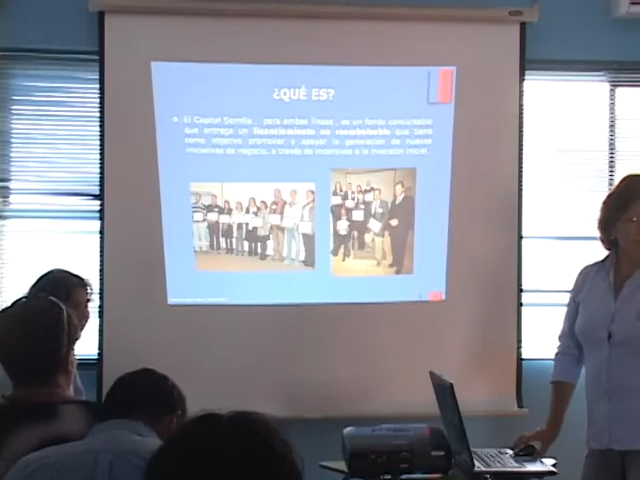 ¿QUÉ ES?
El Capital Semilla , para ambas líneas , es un fondo concursable
que entrega un financiamiento no reembolsable que tiene
como objetivo promover y apoyar la generación de nuevas
iniciativas de negocio, a través de incentivos a la inversión inicial.